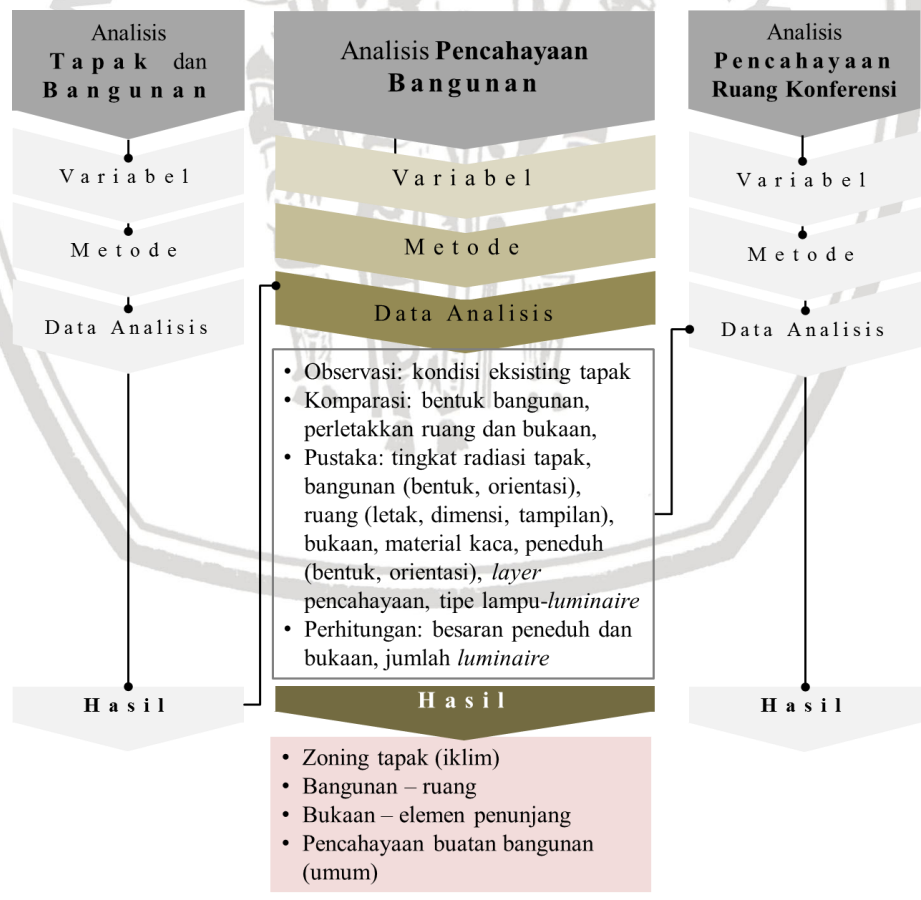 Analisis
Tapak dan
Bangunan
Variabel
Metode
Data Analisis
Hasil
Analisis Pencahayaan
Bangunan
Variabel
Metode
Data Analisis
• Observasi: kondisi eksisting tapak
• Komparasi: bentuk bangunan,
perletakkan ruang dan bukaan,
• Pustaka: tingkat radiasi tapak,
bangunan (bentuk, orientasi),
ruang (letak, dimensi, tampilan),
bukaan, material kaca, peneduh
(bentuk, orientasi), layer
pencahayaan, tipe lampu-luminaire
• Perhitungan: besaran peneduh dan
bukaan, jumlah luminaire
Hasil
• Zoning tapak (iklim)
• Bangunan – ruang
• Bukaan – elemen penunjang
• Pencahayaan buatan bangunan
(umum)
Analisis
Pencahayaan
Ruang Konferensi
Variabel
Metode
Data Analisis
Hasil